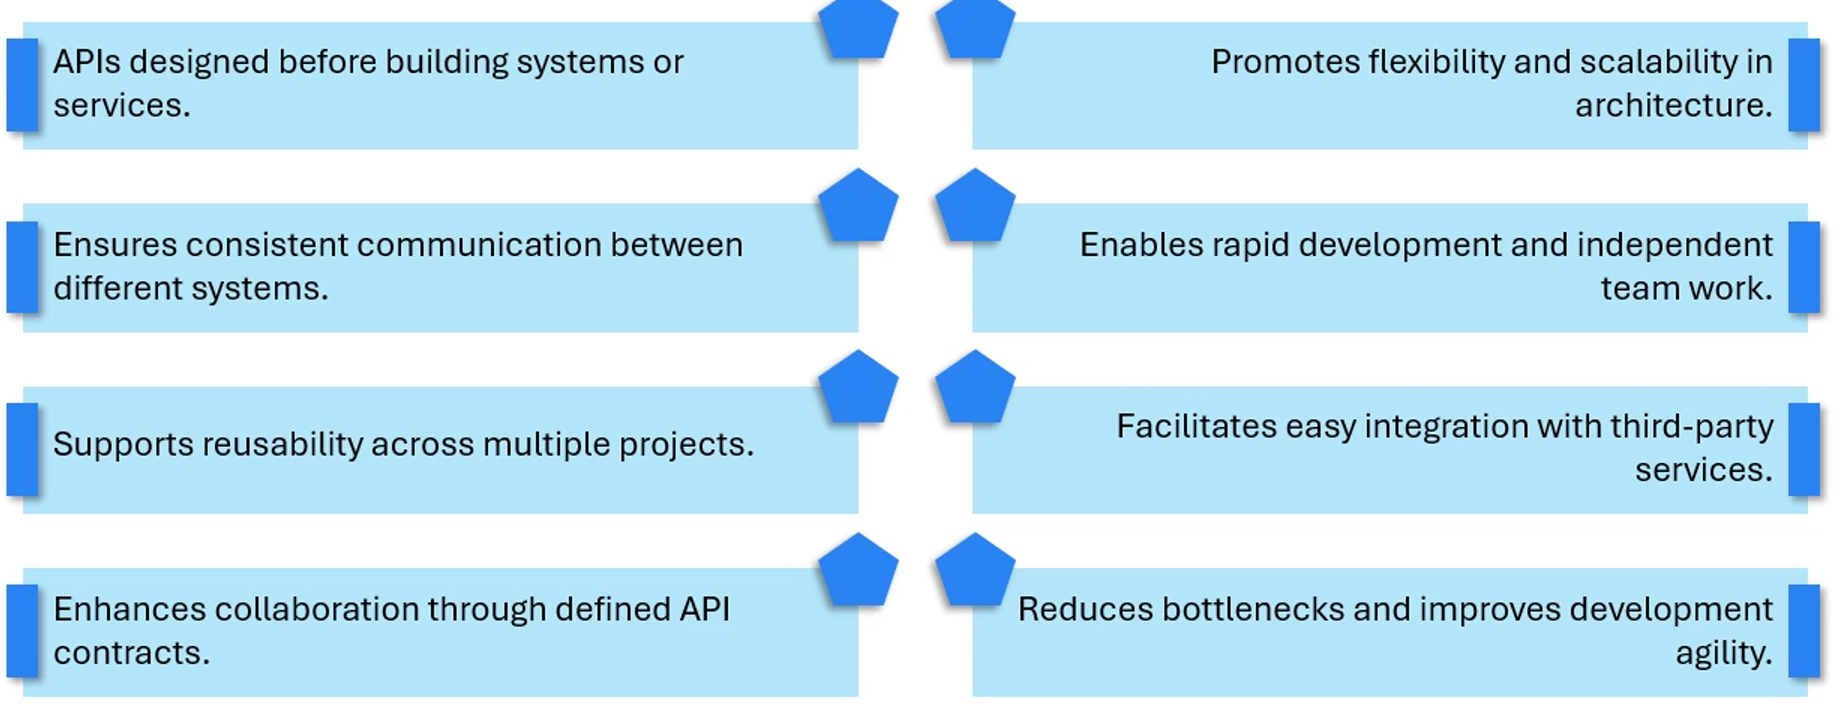 APIs designed before building systems or
services.
Promotes flexibility and scalability in
architecture.
Ensures consistent communication between
different systems.
Enables rapid development and independent
team work.
Supports reusability across multiple projects.
Facilitates easy integration with third-party
services.
Enhances collaboration through defined API
contracts.
Reduces bottlenecks and improves development
agility.